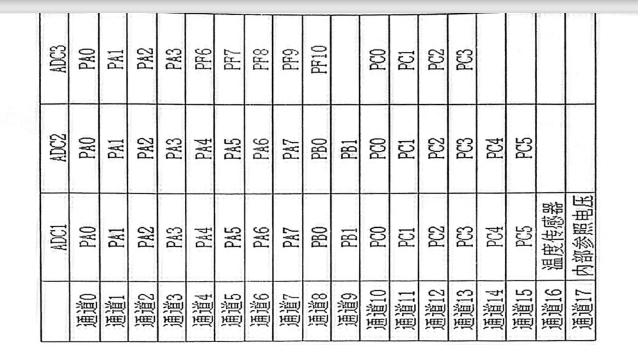 ADC1 ADC2 ADC3
通道0 PA0 PA0 PA0
通道1 PA1 PA1 PA1
通道2 PA2 PA2 PA2
通道3 PA3 PA3 PA3
通道4 PA4 PA4 PF6
通道5 PA5 PA5 PF7
通道6 PA6 PA6 PF8
通道7 PA7 PA7 PF9
通道8 PB0 PB0 PF10
通道9 PB1 PB1
通道10 PC0 PC0 PC0
通道11 PC1 PC1 PC1
通道12 PC2 PC2 PC2
通道13 PC3 PC3 PC3
通道14 PC4 PC4
通道15 PC5 PC5
通道16 温度传感器
通道17 内部参照电压